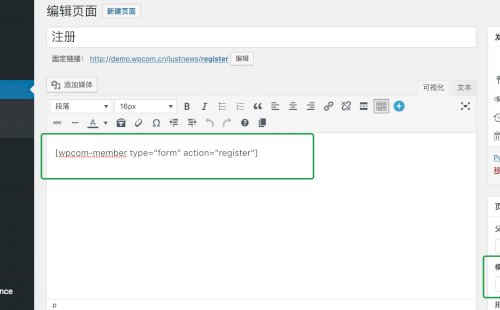 编辑页面 新建页面
注册
固定链接： http://demo.wpcom.cn/justnews/register 编辑
添加媒体
可视化 文本
段落 16px B I
ABC A Ω
[wpcom-member type="form" action="register"]
nce
p